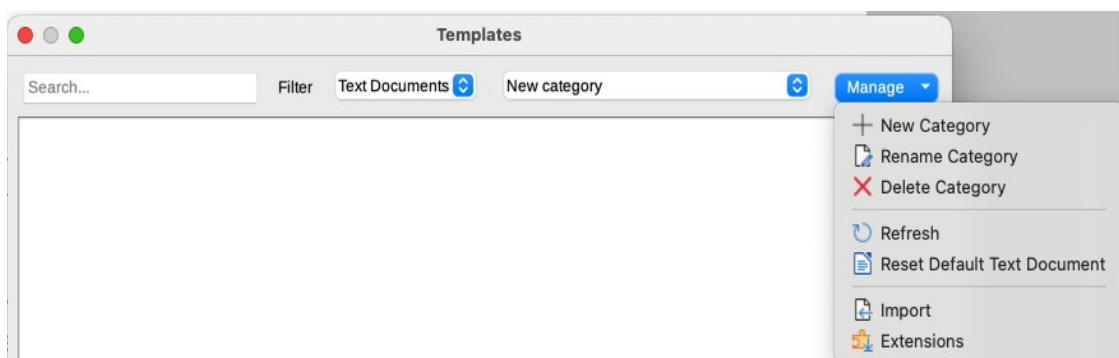 Templates
Search... Filter Text Documents New category Manage
New Category
Rename Category
Delete Category
Refresh
Reset Default Text Document
Import
Extensions